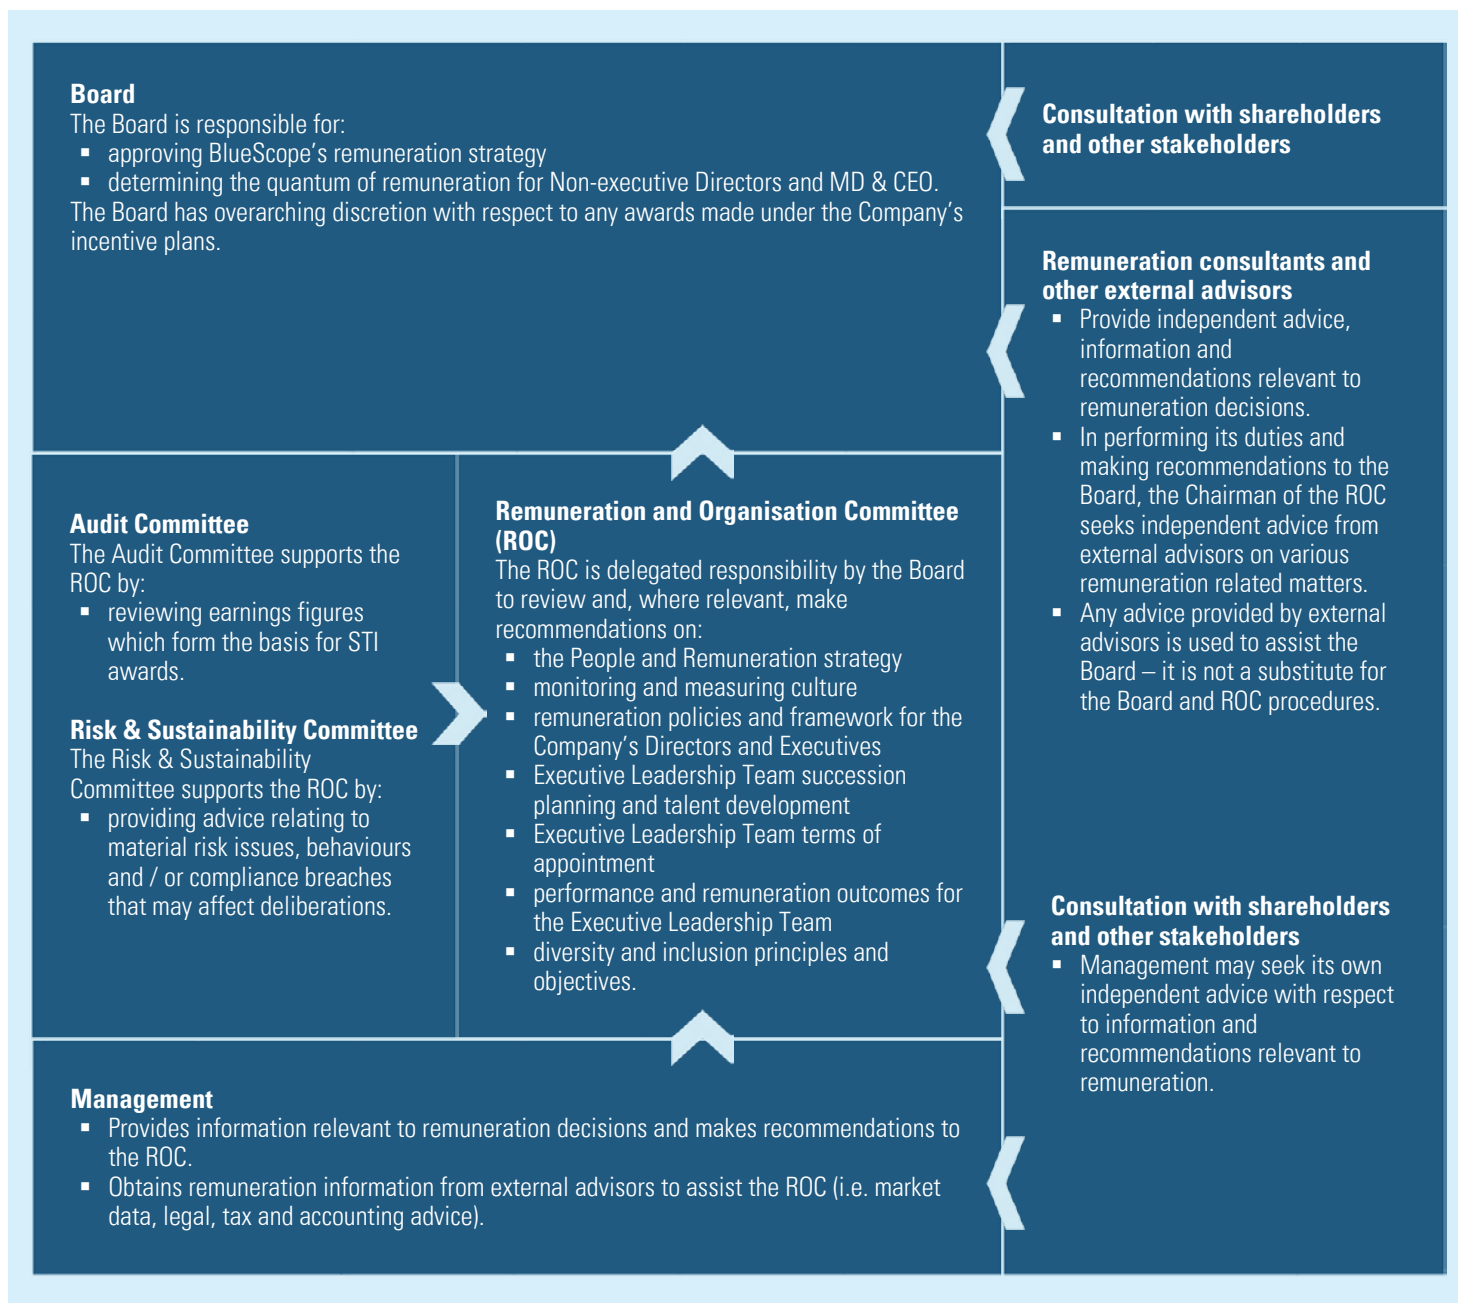 Board
The Board is responsible for:
▪ approving BlueScope's remuneration strategy
▪ determining the quantum of remuneration for Non-executive Directors and MD & CEO.
The Board has overarching discretion with respect to any awards made under the Company's
incentive plans.
Consultation with shareholders
and other stakeholders
Remuneration consultants and
other external advisors
▪ Provide independent advice,
information and
recommendations relevant to
remuneration decisions.
▪ In performing its duties and
making recommendations to the
Board, the Chairman of the ROC
seeks independent advice from
external advisors on various
remuneration related matters.
▪ Any advice provided by external
advisors is used to assist the
Board – it is not a substitute for
the Board and ROC procedures.
Audit Committee
The Audit Committee supports the
ROC by:
▪ reviewing earnings figures
which form the basis for STI
awards.
Risk & Sustainability Committee
The Risk & Sustainability
Committee supports the ROC by:
▪ providing advice relating to
material risk issues, behaviours
and / or compliance breaches
that may affect deliberations.
Remuneration and Organisation Committee
(ROC)
The ROC is delegated responsibility by the Board
to review and, where relevant, make
recommendations on:
▪ the People and Remuneration strategy
▪ monitoring and measuring culture
▪ remuneration policies and framework for the
Company's Directors and Executives
▪ Executive Leadership Team succession
planning and talent development
▪ Executive Leadership Team terms of
appointment
▪ performance and remuneration outcomes for
the Executive Leadership Team
▪ diversity and inclusion principles and
objectives.
Consultation with shareholders
and other stakeholders
▪ Management may seek its own
independent advice with respect
to information and
recommendations relevant to
remuneration.
Management
▪ Provides information relevant to remuneration decisions and makes recommendations to
the ROC.
▪ Obtains remuneration information from external advisors to assist the ROC (i.e. market
data, legal, tax and accounting advice).